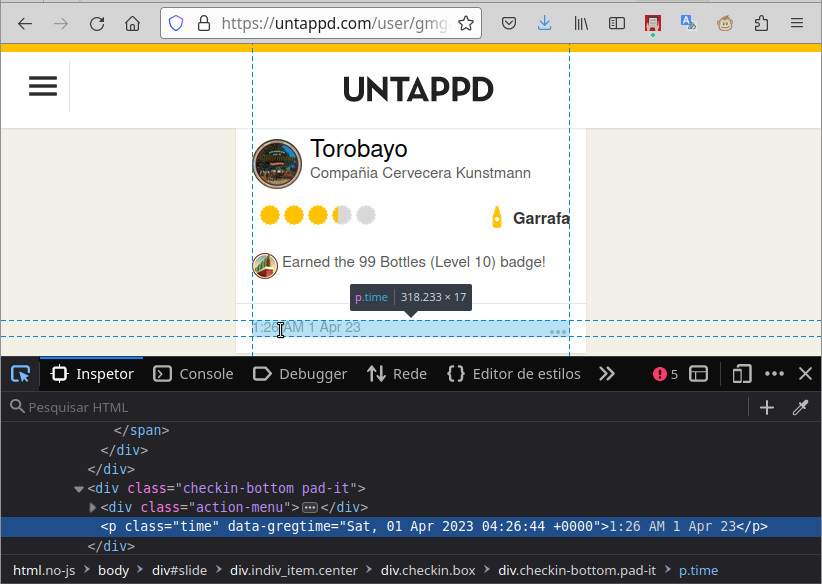 https://untappd.com/user/gmg
UNTAPPD
Torobayo
Compañia Cervecera Kunstmann
Garrafa
Earned the 99 Bottles (Level 10) badge!
p.time 318.233 × 17
1:26 AM 1 Apr 23
Inspetor Console Debugger Rede Editor de estilos 5
Pesquisar HTML
</span>
</div>
</div>
<div class="checkin-bottom pad-it">
<div class="action-menu"></div>
<p class="time" data-gregtime="Sat, 01 Apr 2023 04:26:44 +0000">1:26 AM 1 Apr 23</p>
</div>
html.no-js > body > div#slide > div.indiv_item.center > div.checkin.box > div.checkin-bottom.pad-it > p.time